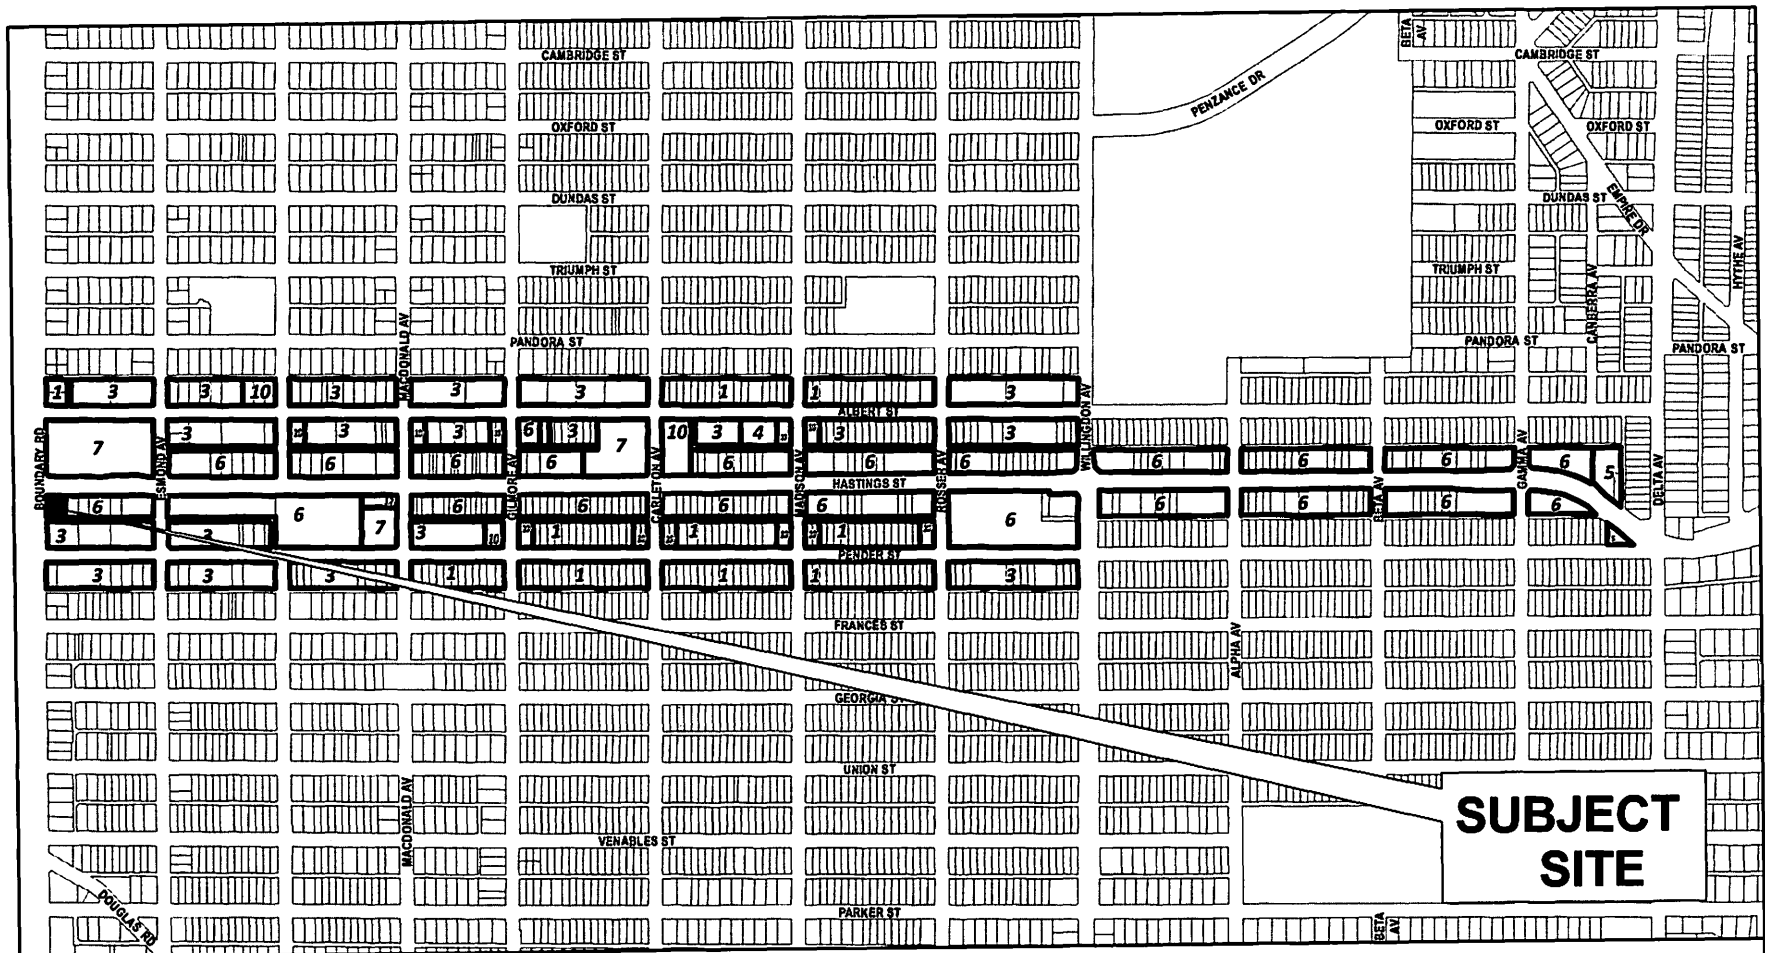 BETA AV
CAMBRIDGE ST
CAMBRIDGE ST
PENZANCE DR
OXFORD ST
OXFORD ST
OXFORD ST
DUNDAS ST
DUNDAS ST
EMPIRE DR
TRIUMPH ST
TRIUMPH ST
CANBERRA AV
HYTHE AV
MACDONALD AV
PANDORA ST
PANDORA ST
PANDORA ST
1 3 3 10 3 3 3 1 1 3
ALBERT ST
WILLINGDON AV
BOUNDARY RD
7 3 3 3 6 3 7 10 3 4 3 3
ESMOND AV
GILMORE AV
CARLETON AV
MADISON AV
ROSSER AV
GAMMA AV
DELTA AV
6 6 6 6 6 6 6 6 6 6 6 5
HASTINGS ST
BETA AV
6 6 6 6 6 6 6 6 6 6 6
3 7 3 10 1 1 1
PENDER ST
3 3 3 1 1 1 1 3
FRANCES ST
ALPHA AV
GEORGIA ST
UNION ST
MACDONALD AV
SUBJECT
SITE
VENABLES ST
DOUGLAS RD
PARKER ST
BETA AV